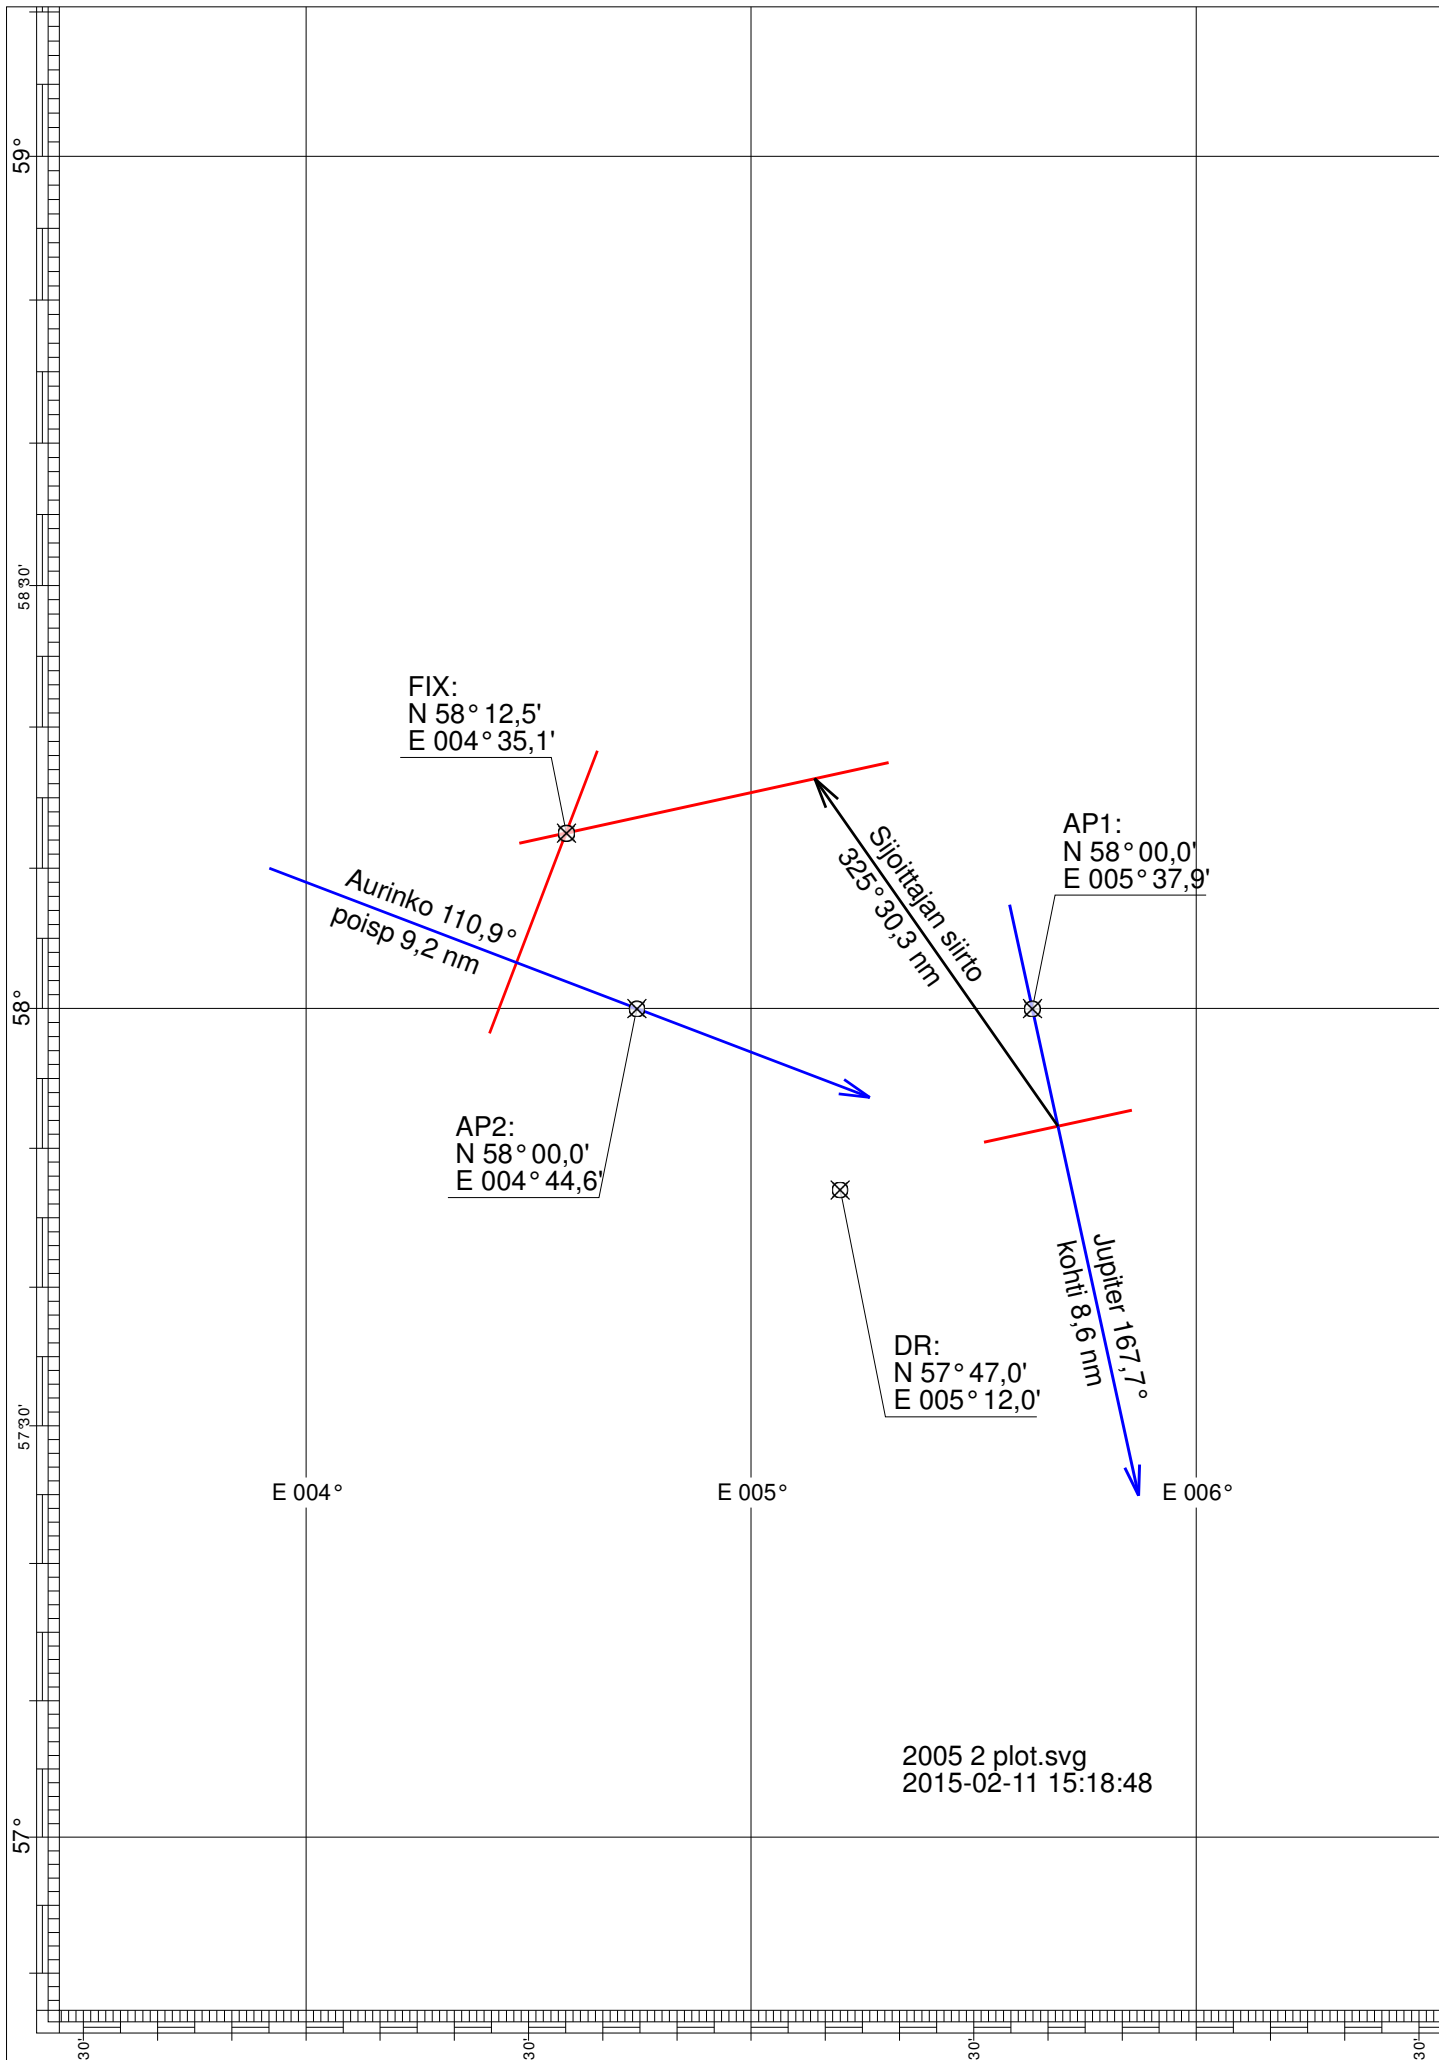 59°
58°30'
FIX:
N 58° 12,5'
E 004° 35,1'
AP1:
N 58° 00,0'
E 005° 37,9'
Sijoittajan siirto
325° 30,3 nm
Aurinko 110,9°
poisp 9,2 nm
58°
AP2:
N 58° 00,0'
E 004° 44,6'
Jupiter 167,7°
kohti 8,6 nm
DR:
N 57° 47,0'
E 005° 12,0'
57°30'
E 004°
E 005°
E 006°
2005 2 plot.svg
2015-02-11 15:18:48
57°
30'
30'
30'
30'